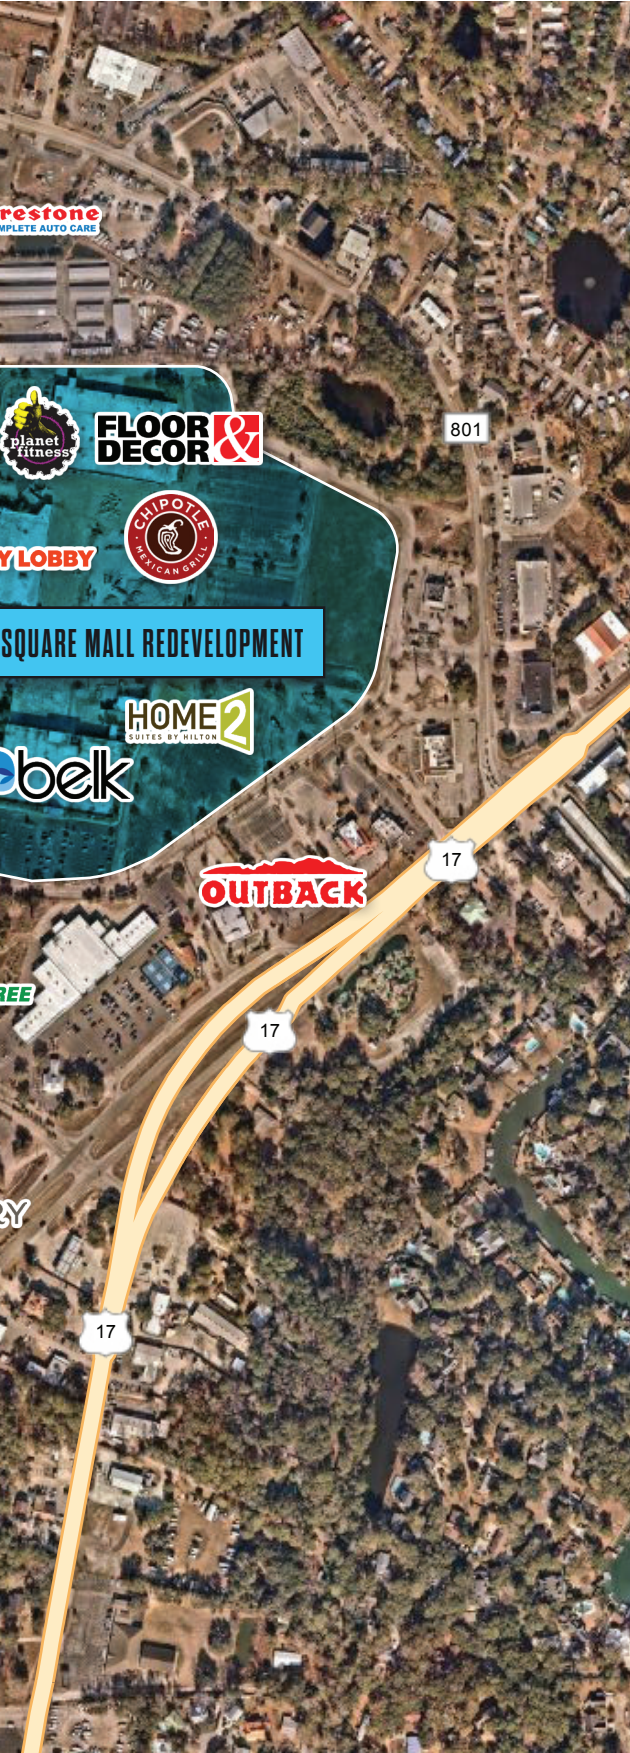 restone
MPLETE AUTO CARE
801
planet
fitness
FLOOR &
DECOR
CHIPOTLE
MEXICAN GRILL
Y LOBBY
SQUARE MALL REDEVELOPMENT
HOME2
SUITES BY HILTON
belk
17
OUTBACK
REE
17
RY
17